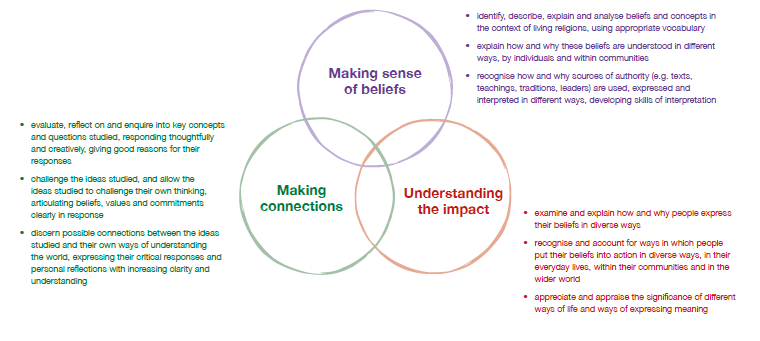 • identify, describe, explain and analyse beliefs and concepts in
the context of living religions, using appropriate vocabulary
• explain how and why these beliefs are understood in different
ways, by individuals and within communities
• recognise how and why sources of authority (e.g. texts,
teachings, traditions, leaders) are used, expressed and
interpreted in different ways, developing skills of interpretation
Making sense
of beliefs
• evaluate, reflect on and enquire into key concepts
and questions studied, responding thoughtfully
and creatively, giving good reasons for their
responses
• challenge the ideas studied, and allow the
ideas studied to challenge their own thinking,
articulating beliefs, values and commitments
clearly in response
• discern possible connections between the ideas
studied and their own ways of understanding
the world, expressing their critical responses and
personal reflections with increasing clarity and
understanding
Making
connections
Understanding
the impact
• examine and explain how and why people express
their beliefs in diverse ways
• recognise and account for ways in which people
put their beliefs into action in diverse ways, in their
everyday lives, within their communities and in the
wider world
• appreciate and appraise the significance of different
ways of life and ways of expressing meaning